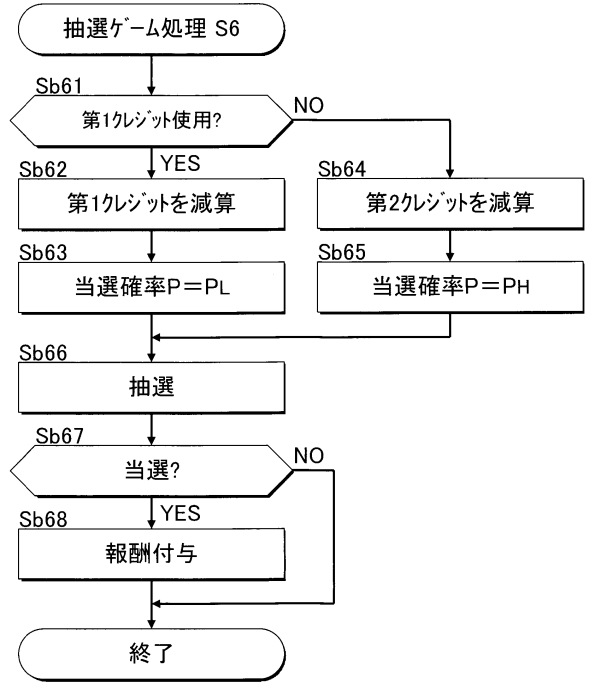 抽選ｹﾞｰﾑ処理 S6
Sb61
第1ｸﾚｼﾞｯﾄ使用?
NO
YES
Sb62
第1ｸﾚｼﾞｯﾄを減算
Sb64
第2ｸﾚｼﾞｯﾄを減算
Sb63
当選確率P＝PL
Sb65
当選確率P＝PH
Sb66
抽選
Sb67
当選?
NO
YES
Sb68
報酬付与
終了